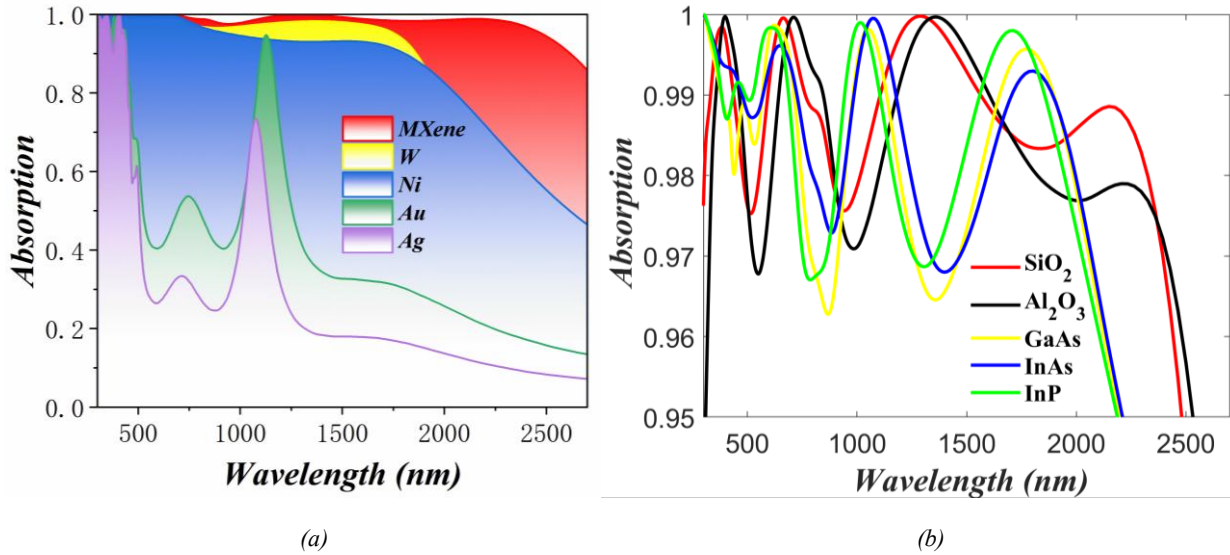 1.0
0.8
0.6
0.4
0.2
0.0
Absorption
500
1000
1500
2000
2500
Wavelength (nm)
MXene
W
Ni
Au
Ag
(a)
1
0.99
0.98
0.97
0.96
0.95
Absorption
500
1000
1500
2000
2500
Wavelength (nm)
SiO₂
Al₂O₃
GaAs
InAs
InP
(b)